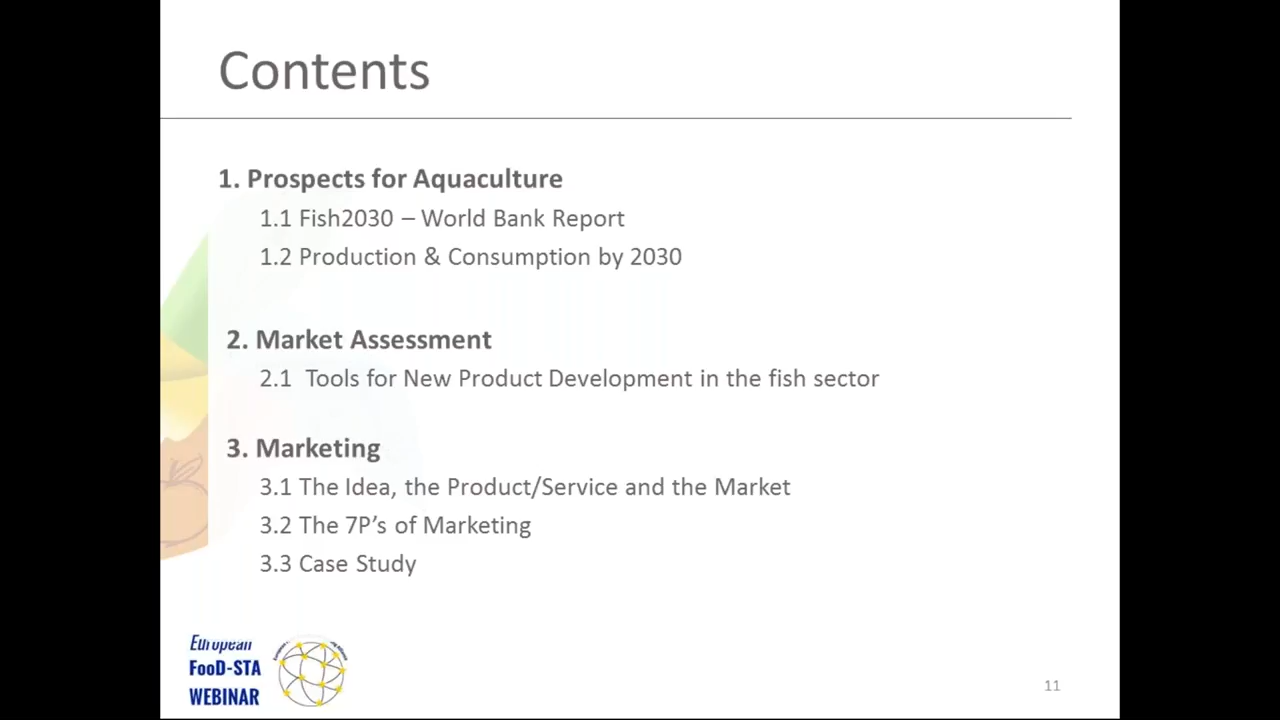 Contents
1. Prospects for Aquaculture
1.1 Fish2030 – World Bank Report
1.2 Production & Consumption by 2030
2. Market Assessment
2.1 Tools for New Product Development in the fish sector
3. Marketing
3.1 The Idea, the Product/Service and the Market
3.2 The 7P's of Marketing
3.3 Case Study
European
FooD-STA
WEBINAR
11